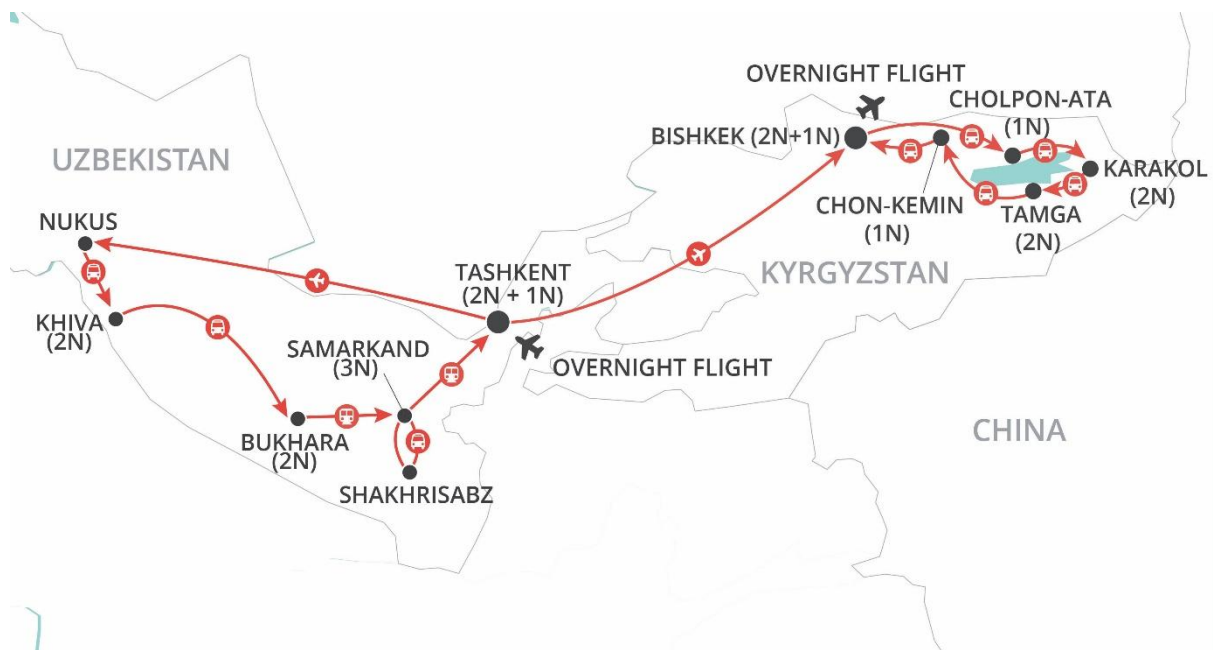 OVERNIGHT FLIGHT
CHOLPON-ATA
(1N)
BISHKEK (2N+1N)
UZBEKISTAN
KARAKOL
(2N)
CHON-KEMIN
(1N)
TAMGA
(2N)
NUKUS
KYRGYZSTAN
TASHKENT
(2N + 1N)
KHIVA
(2N)
SAMARKAND
(3N)
OVERNIGHT FLIGHT
BUKHARA
(2N)
CHINA
SHAKHRISABZ